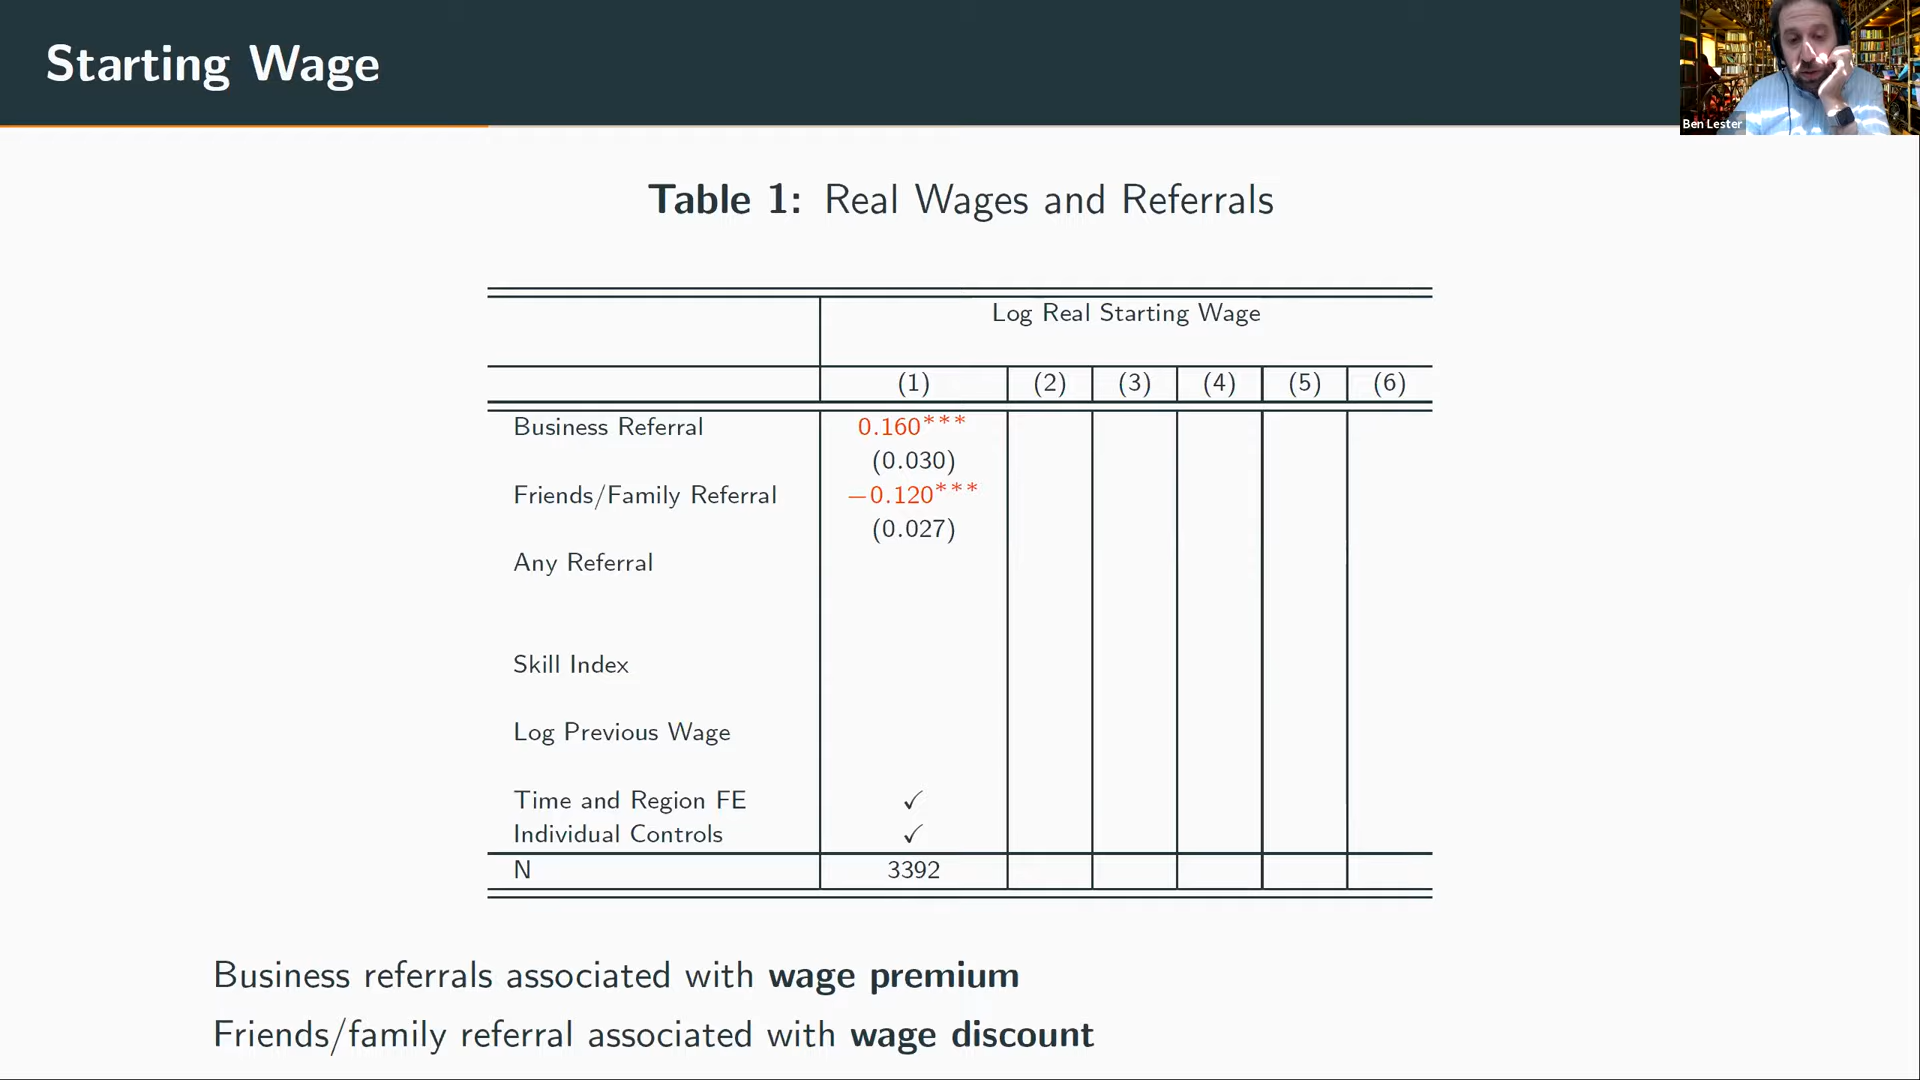 Starting Wage
Ben Lester
Table 1: Real Wages and Referrals
Log Real Starting Wage
(1) (2) (3) (4) (5) (6)
Business Referral 0.160***
(0.030)
Friends/Family Referral −0.120***
(0.027)
Any Referral
Skill Index
Log Previous Wage
Time and Region FE ✓
Individual Controls ✓
N 3392
Business referrals associated with wage premium
Friends/family referral associated with wage discount